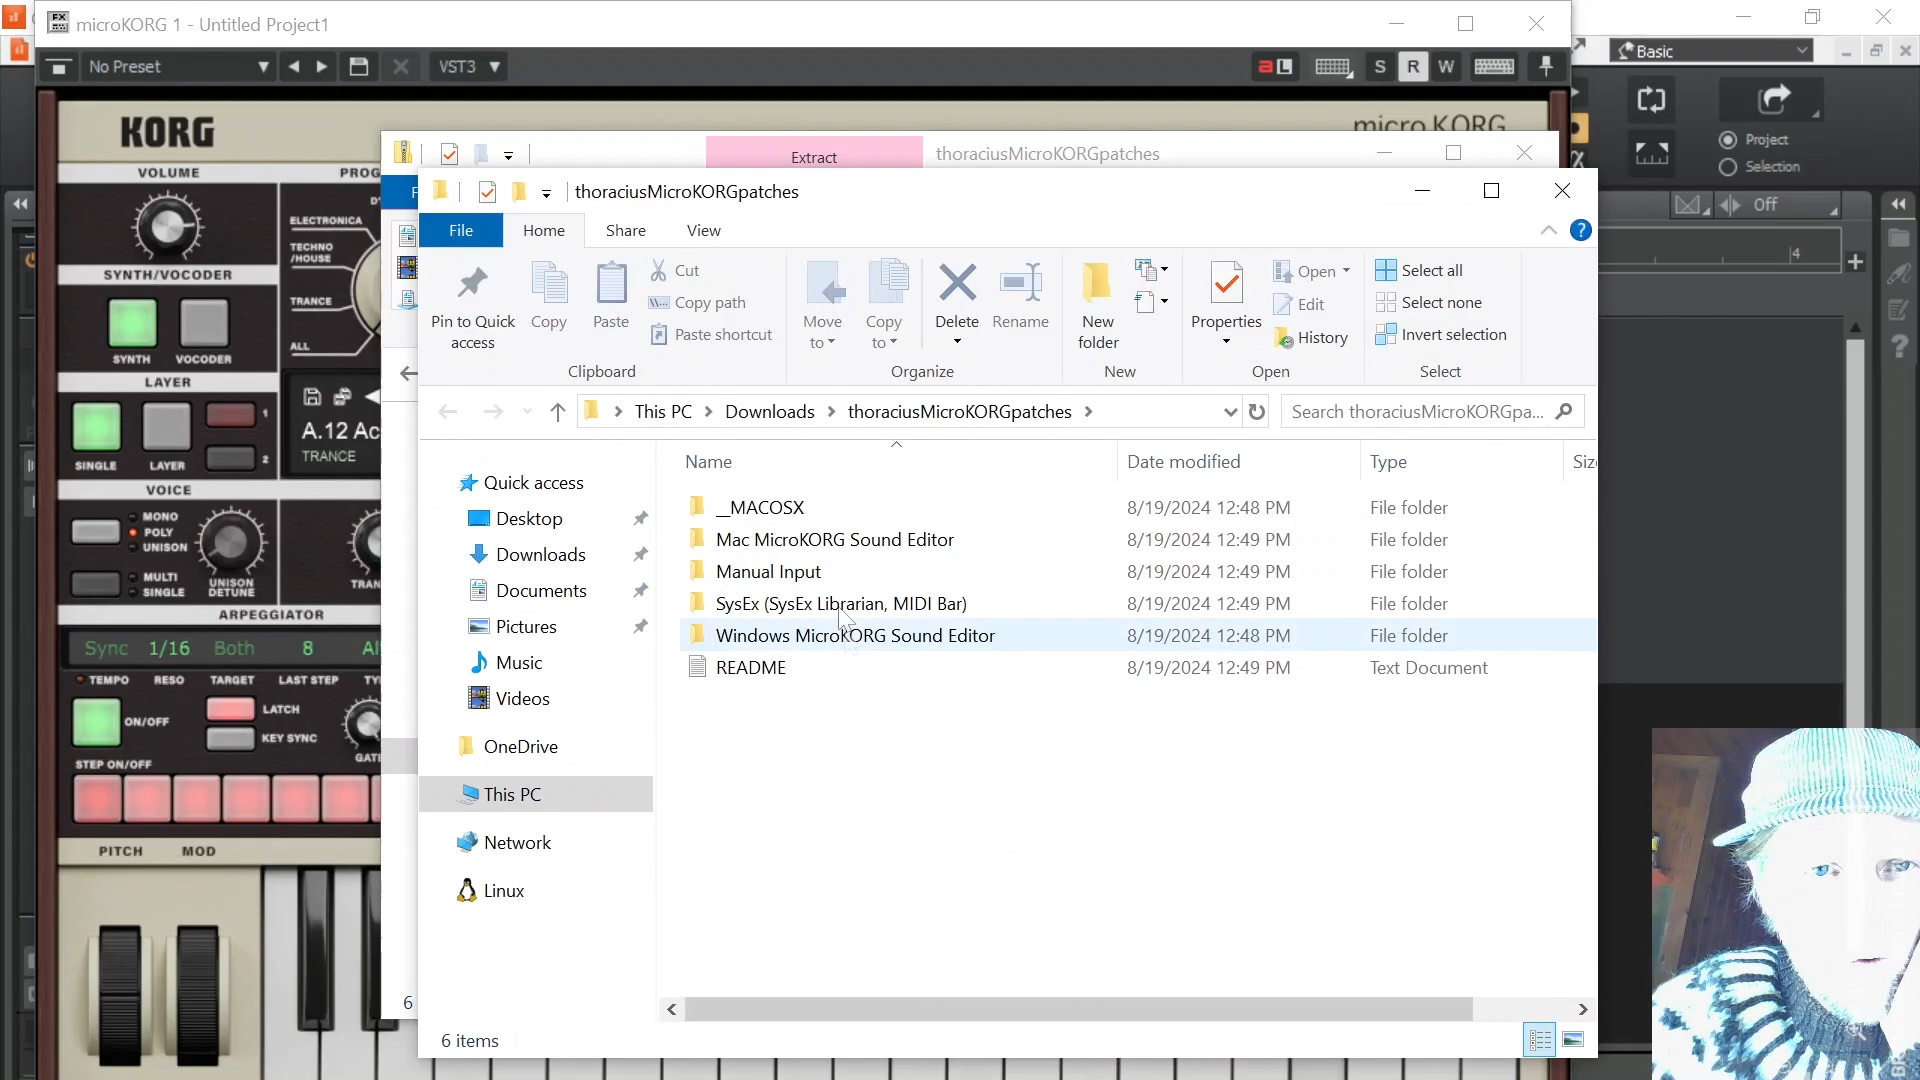 microKORG 1 - Untitled Project1
Basic
No Preset
VST3
S R W
Project
Selection
Off
4
KORG
micro KORG
VOLUME
SYNTH/VOCODER
SYNTH VOCODER
LAYER
SINGLE LAYER
1
2
VOICE
MONO
POLY
UNISON
MULTI
SINGLE
UNISON
DETUNE
ARPEGGIATOR
Sync 1/16 Both 8
TEMPO RESO TARGET LAST STEP
ON/OFF
LATCH
KEY SYNC
STEP ON/OFF
PITCH MOD
ELECTRONICA
TECHNO
/HOUSE
TRANCE
ALL
A.12
TRANCE
Extract
thoraciusMicroKORGpatches
6
thoraciusMicroKORGpatches
File Home Share View
Pin to Quick
access
Copy
Paste
Cut
Copy path
Paste shortcut
Clipboard
Move
to
Copy
to
Delete
Rename
Organize
New
folder
New
Properties
Open
Edit
History
Open
Select all
Select none
Invert selection
Select
This PC Downloads thoraciusMicroKORGpatches
Search thoraciusMicroKORGpa...
Quick access
Desktop
Downloads
Documents
Pictures
Music
Videos
OneDrive
This PC
Network
Linux
Name Date modified Type
__MACOSX 8/19/2024 12:48 PM File folder
Mac MicroKORG Sound Editor 8/19/2024 12:49 PM File folder
Manual Input 8/19/2024 12:49 PM File folder
SysEx (SysEx Librarian, MIDI Bar) 8/19/2024 12:49 PM File folder
Windows MicroKORG Sound Editor 8/19/2024 12:48 PM File folder
README 8/19/2024 12:49 PM Text Document
6 items